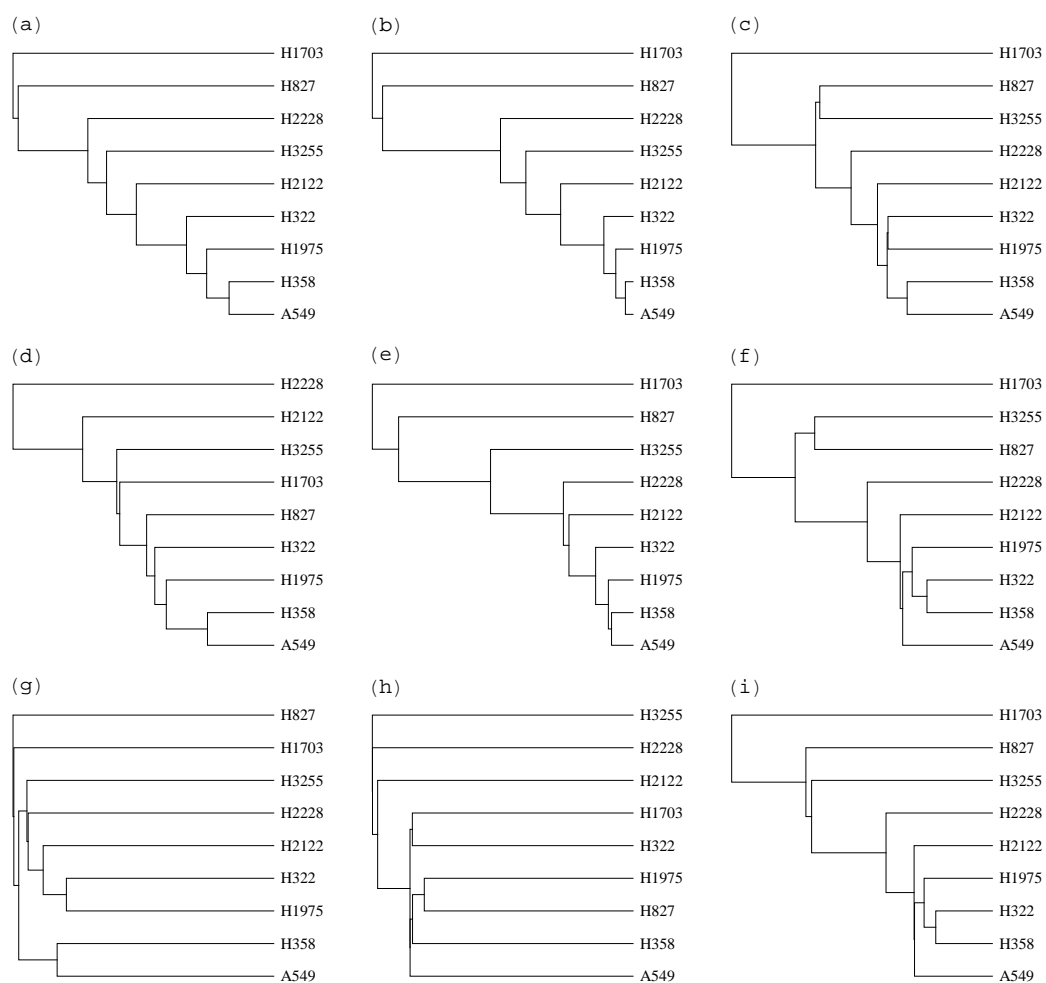 (a)
H1703
H827
H2228
H3255
H2122
H322
H1975
H358
A549
(b)
H1703
H827
H2228
H3255
H2122
H322
H1975
H358
A549
(c)
H1703
H827
H3255
H2228
H2122
H322
H1975
H358
A549
(d)
H2228
H2122
H3255
H1703
H827
H322
H1975
H358
A549
(e)
H1703
H827
H3255
H2228
H2122
H322
H1975
H358
A549
(f)
H1703
H3255
H827
H2228
H2122
H1975
H322
H358
A549
(g)
H827
H1703
H3255
H2228
H2122
H322
H1975
H358
A549
(h)
H3255
H2228
H2122
H1703
H322
H1975
H827
H358
A549
(i)
H1703
H827
H3255
H2228
H2122
H1975
H322
H358
A549